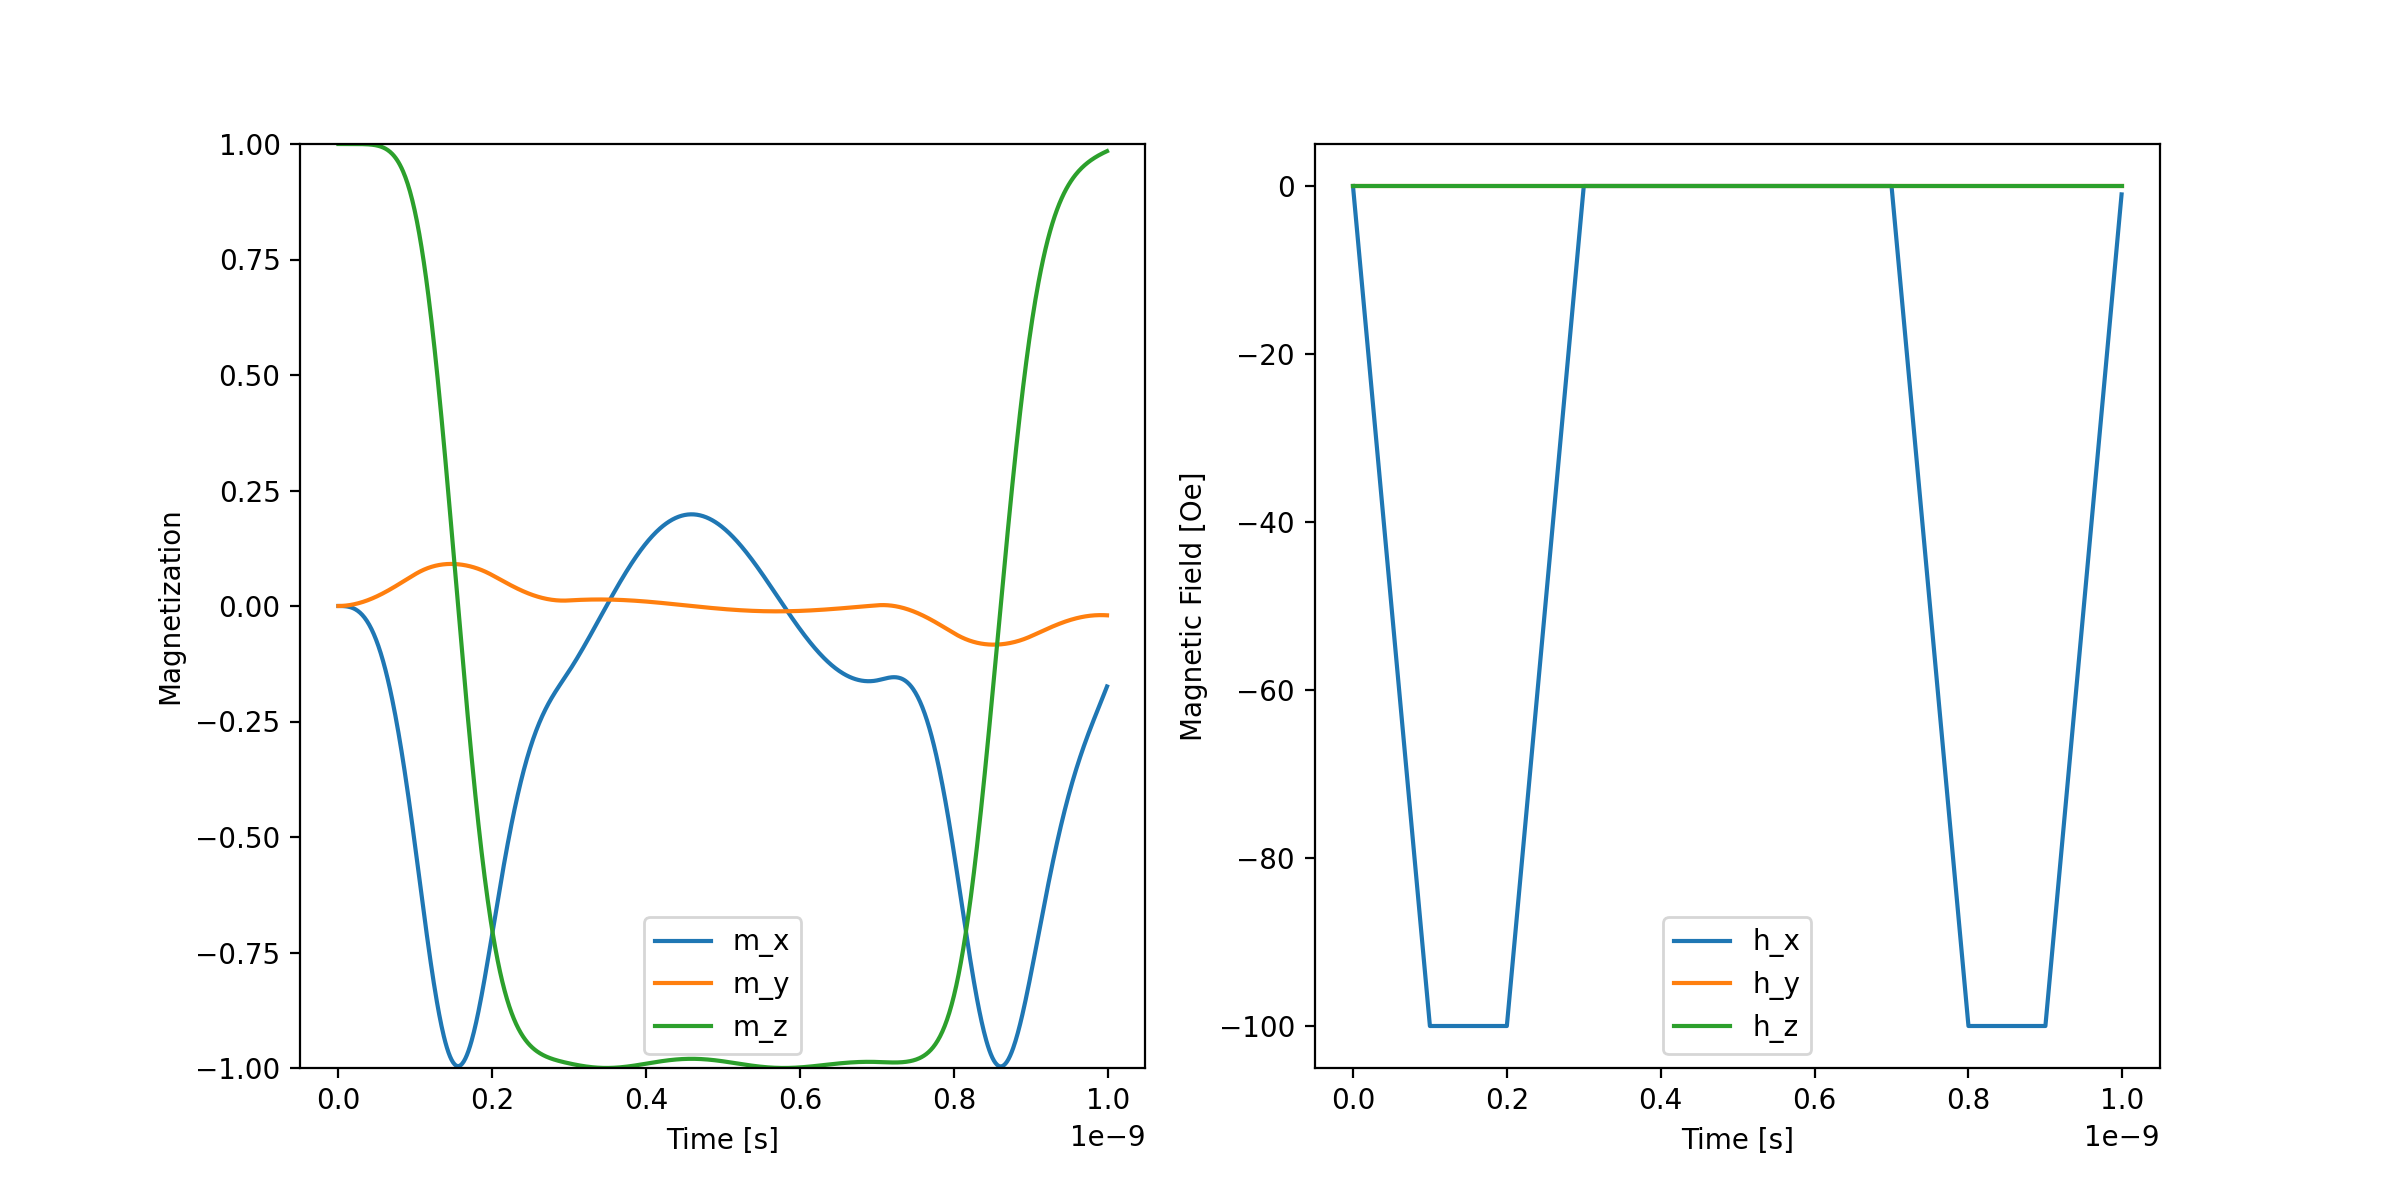 1.00
0.75
0.50
0.25
0.00
−0.25
−0.50
−0.75
−1.00
Magnetization
m_x
m_y
m_z
0.0 0.2 0.4 0.6 0.8 1.0
Time [s]
1e−9
0
−20
−40
−60
−80
−100
Magnetic Field [Oe]
h_x
h_y
h_z
0.0 0.2 0.4 0.6 0.8 1.0
Time [s]
1e−9